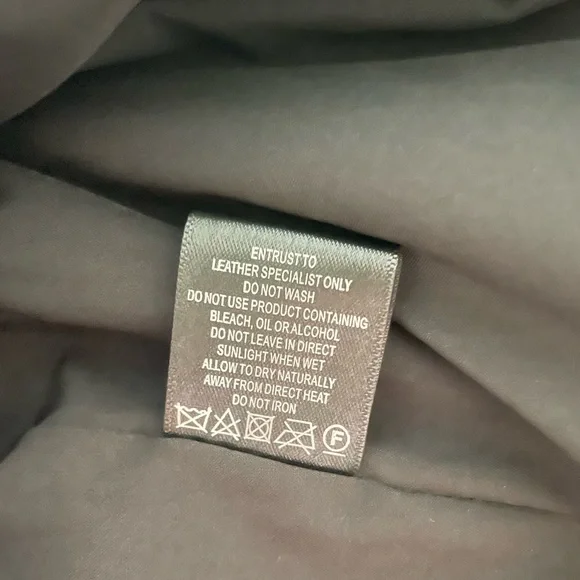 ENTRUST TO
LEATHER SPECIALIST ONLY
DO NOT WASH
DO NOT USE PRODUCT CONTAINING
BLEACH, OIL OR ALCOHOL
DO NOT LEAVE IN DIRECT
SUNLIGHT WHEN WET
ALLOW TO DRY NATURALLY
AWAY FROM DIRECT HEAT
DO NOT IRON
F